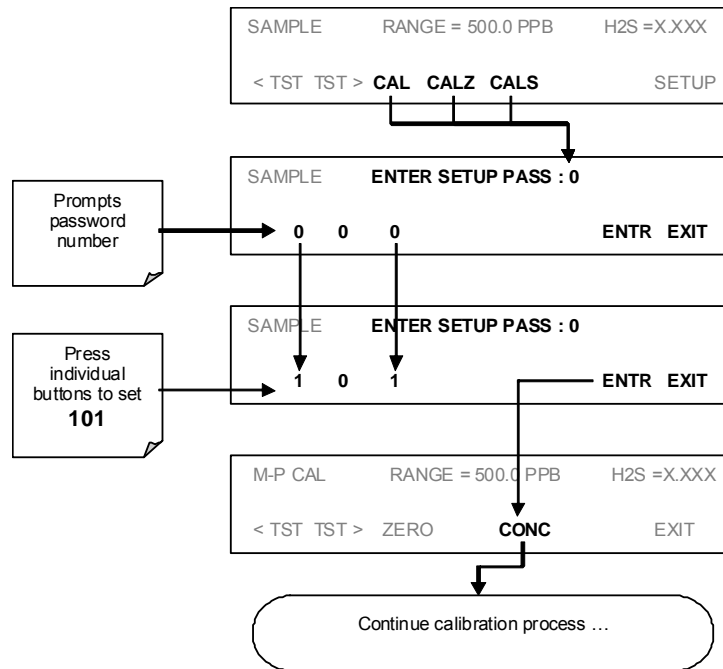 SAMPLE RANGE = 500.0 PPB H2S =X.XXX
< TST TST > CAL CALZ CALS SETUP
SAMPLE ENTER SETUP PASS : 0
Prompts
password
number
0 0 0 ENTR EXIT
SAMPLE ENTER SETUP PASS : 0
Press
individual
buttons to set
101
1 0 1 ENTR EXIT
M-P CAL RANGE = 500.0 PPB H2S =X.XXX
< TST TST > ZERO CONC EXIT
Continue calibration process …